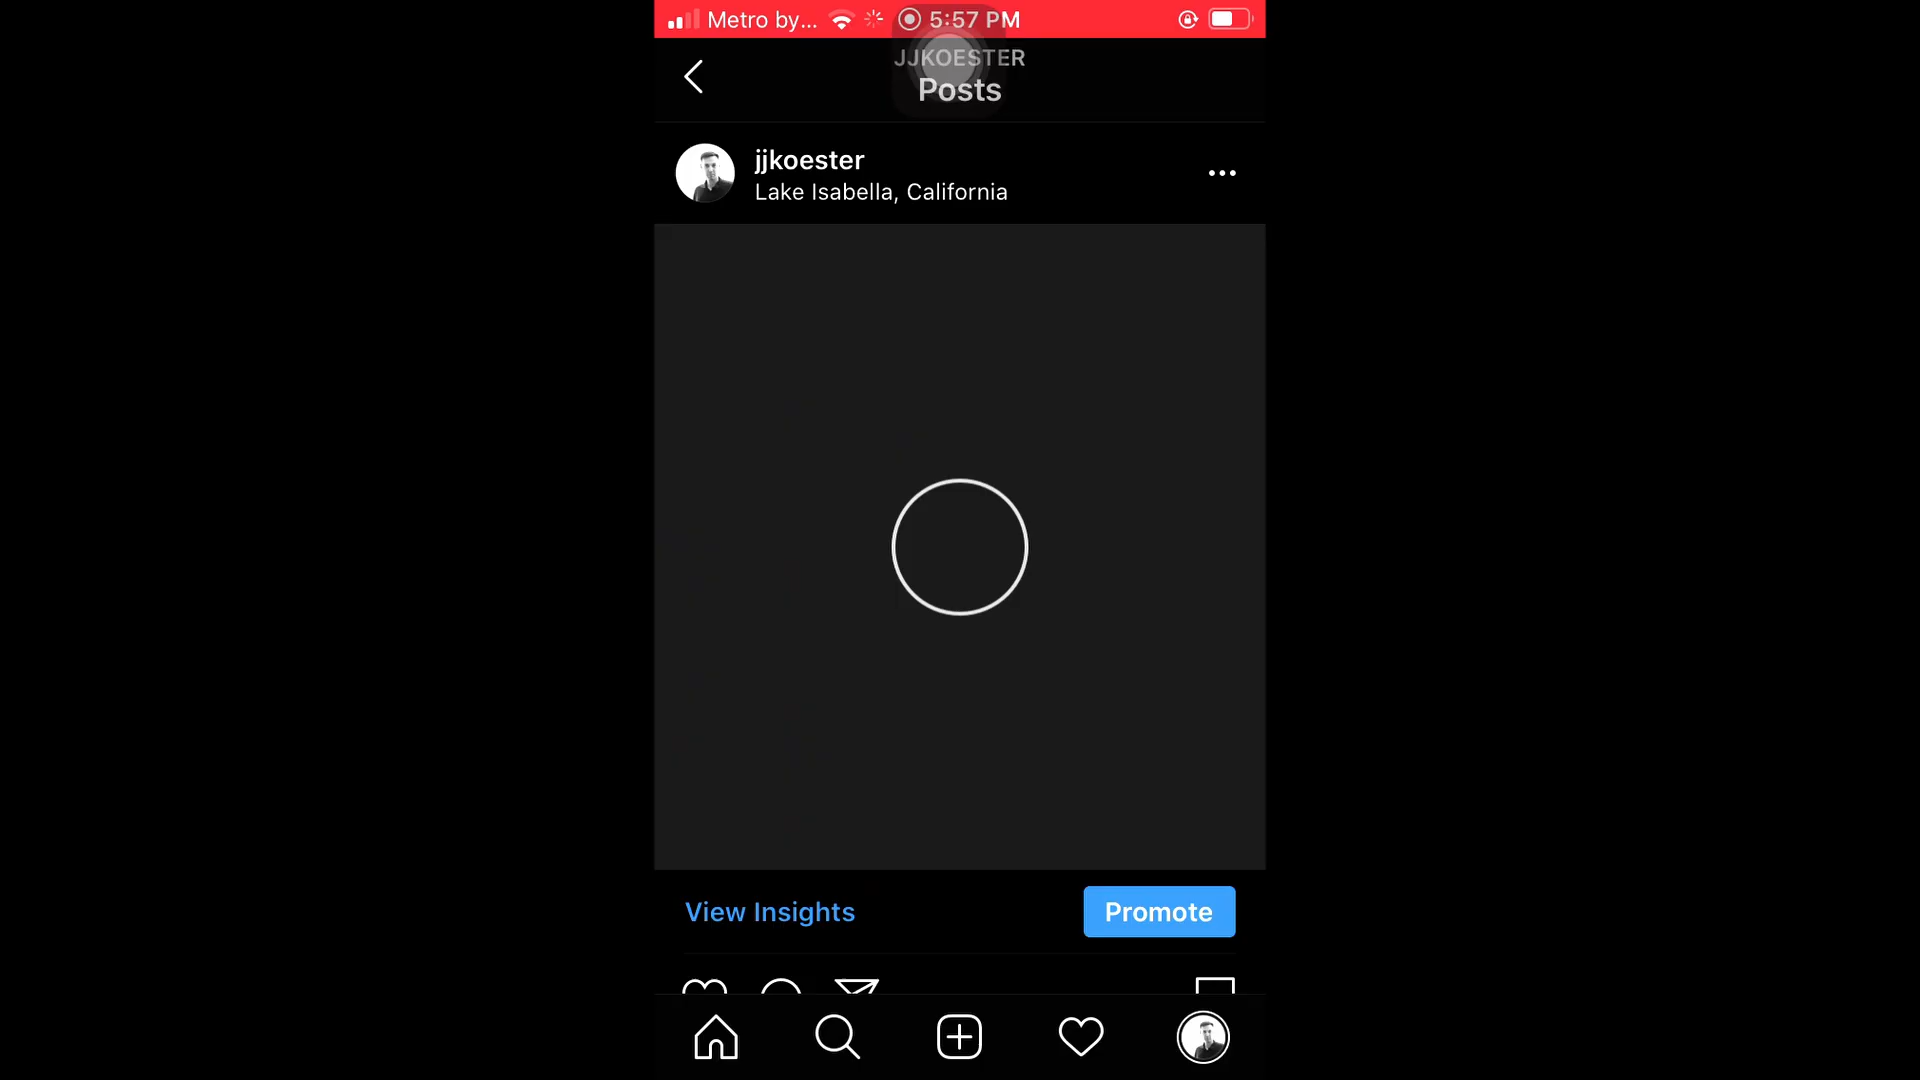 Metro by... 5:57 PM
JJKOESTER
Posts
jjkoester
Lake Isabella, California
View Insights
Promote